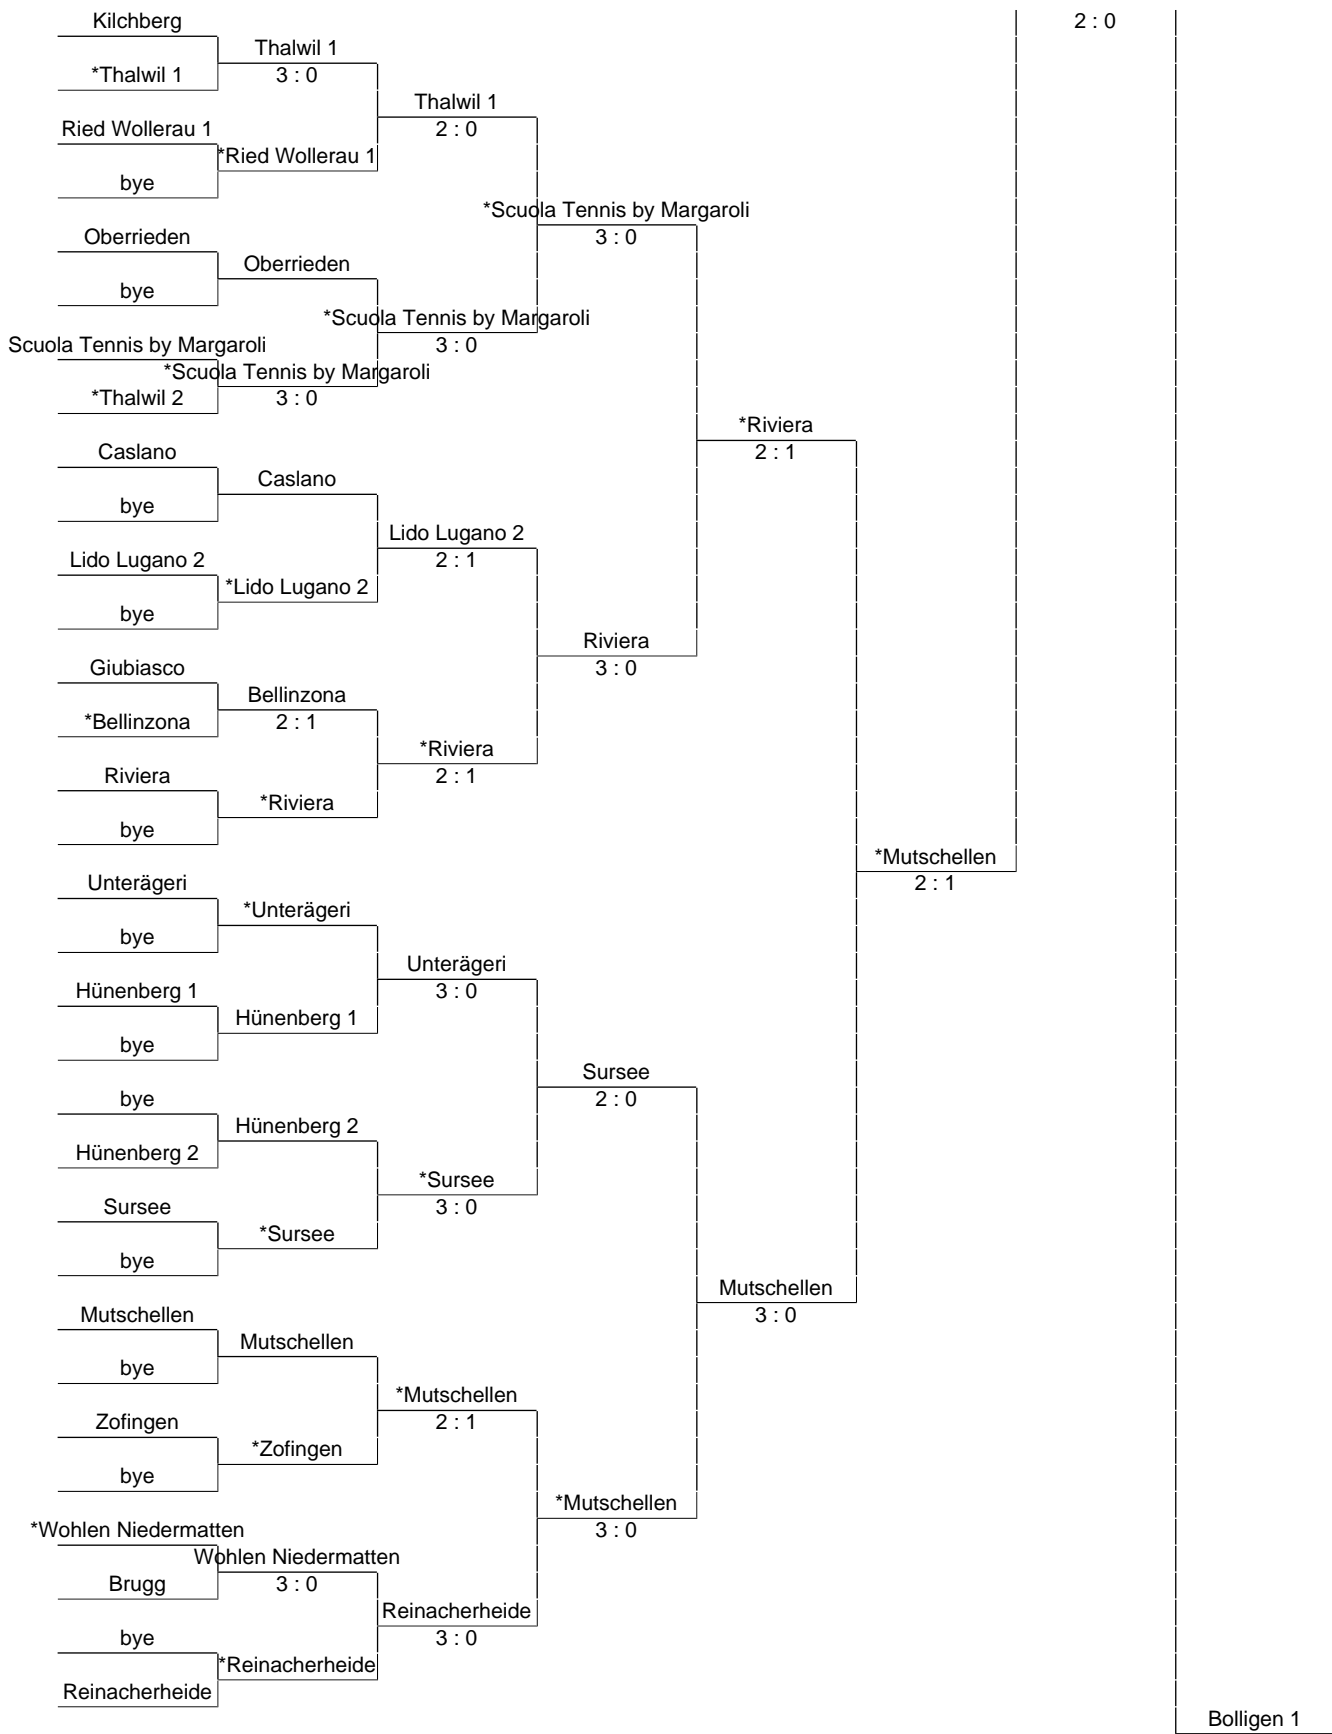 Kilchberg
2 : 0
Thalwil 1
*Thalwil 1
3 : 0
Thalwil 1
Ried Wollerau 1
2 : 0
*Ried Wollerau 1
bye
*Scuola Tennis by Margaroli
Oberrieden
3 : 0
Oberrieden
bye
*Scuola Tennis by Margaroli
Scuola Tennis by Margaroli
3 : 0
*Scuola Tennis by Margaroli
*Thalwil 2
3 : 0
*Riviera
Caslano
2 : 1
Caslano
bye
Lido Lugano 2
Lido Lugano 2
2 : 1
*Lido Lugano 2
bye
Riviera
Giubiasco
3 : 0
Bellinzona
*Bellinzona
2 : 1
*Riviera
Riviera
2 : 1
*Riviera
bye
*Mutschellen
Unterägeri
2 : 1
*Unterägeri
bye
Unterägeri
Hünenberg 1
3 : 0
Hünenberg 1
bye
Sursee
bye
2 : 0
Hünenberg 2
Hünenberg 2
*Sursee
Sursee
3 : 0
*Sursee
bye
Mutschellen
Mutschellen
3 : 0
Mutschellen
bye
*Mutschellen
Zofingen
2 : 1
*Zofingen
bye
*Mutschellen
*Wohlen Niedermatten
3 : 0
Wohlen Niedermatten
Brugg
3 : 0
Reinacherheide
bye
3 : 0
*Reinacherheide
Reinacherheide
Bolligen 1